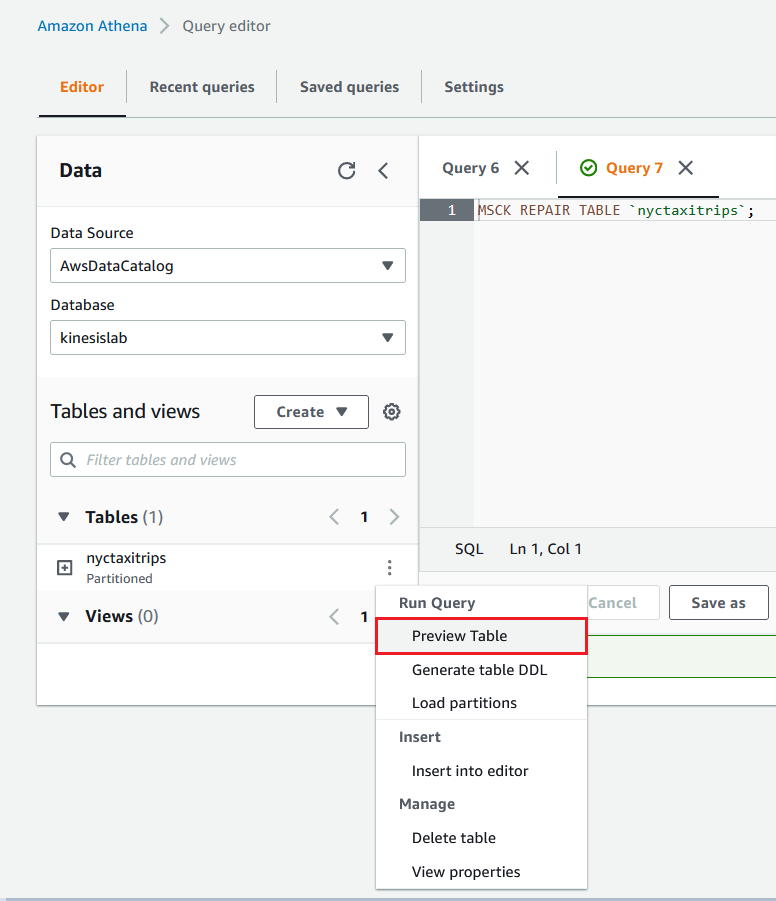 Amazon Athena > Query editor
Editor Recent queries Saved queries Settings
Data
Data Source
AwsDataCatalog
Database
kinesislab
Tables and views Create
Filter tables and views
Tables (1) 1
nyctaxitrips
Partitioned
Views (0) 1
Query 6 Query 7
1 MSCK REPAIR TABLE `nyctaxitrips`;
SQL Ln 1, Col 1
Cancel Save as
Run Query
Preview Table
Generate table DDL
Load partitions
Insert
Insert into editor
Manage
Delete table
View properties